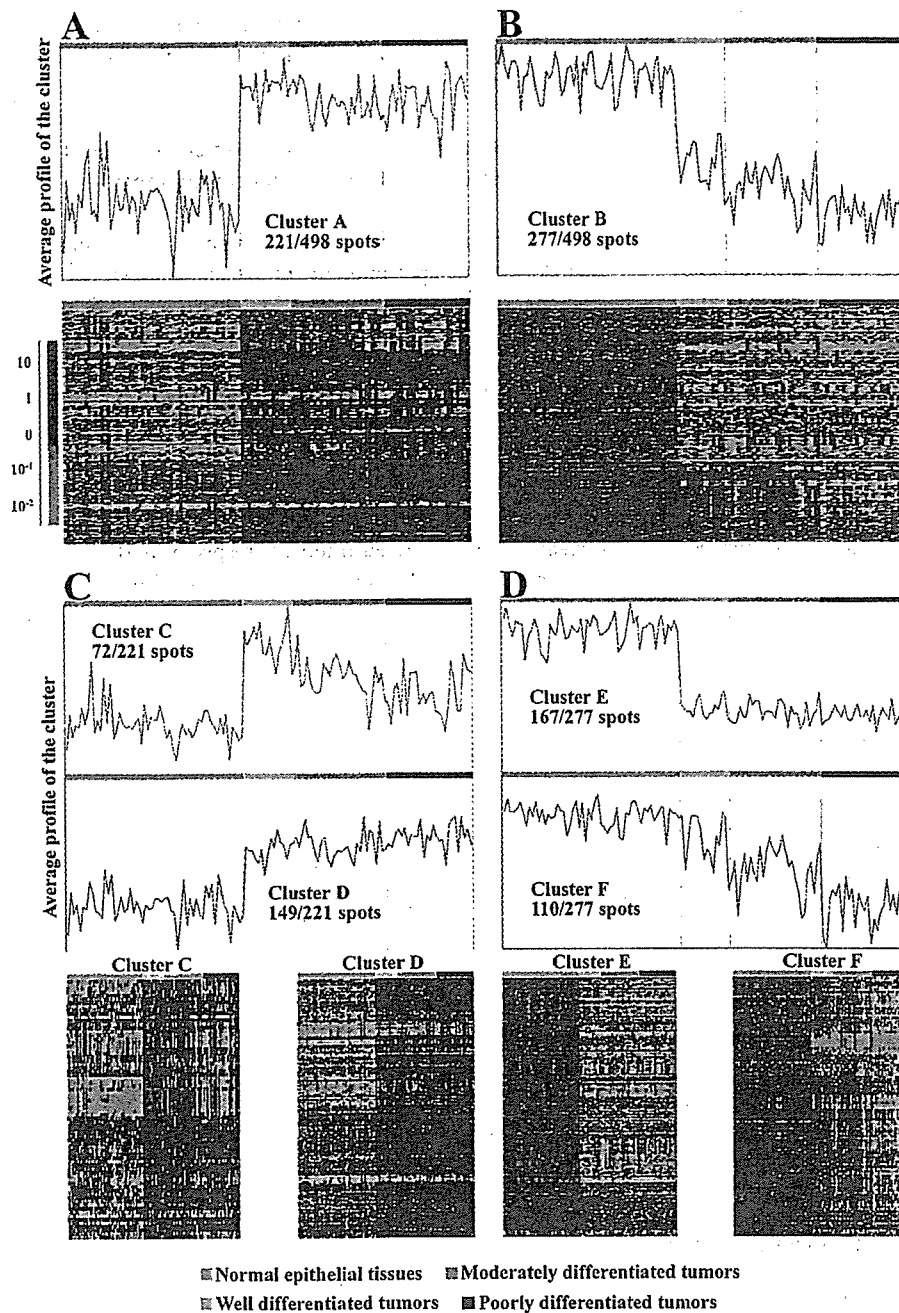 A
B
Average profile of the cluster
Cluster A
221/498 spots
Cluster B
277/498 spots
10
1
0
10⁻¹
10⁻²
C
D
Average profile of the cluster
Cluster C
72/221 spots
Cluster E
167/277 spots
Cluster D
149/221 spots
Cluster F
110/277 spots
Cluster C
Cluster D
Cluster E
Cluster F
Normal epithelial tissues
Moderately differentiated tumors
Well differentiated tumors
Poorly differentiated tumors